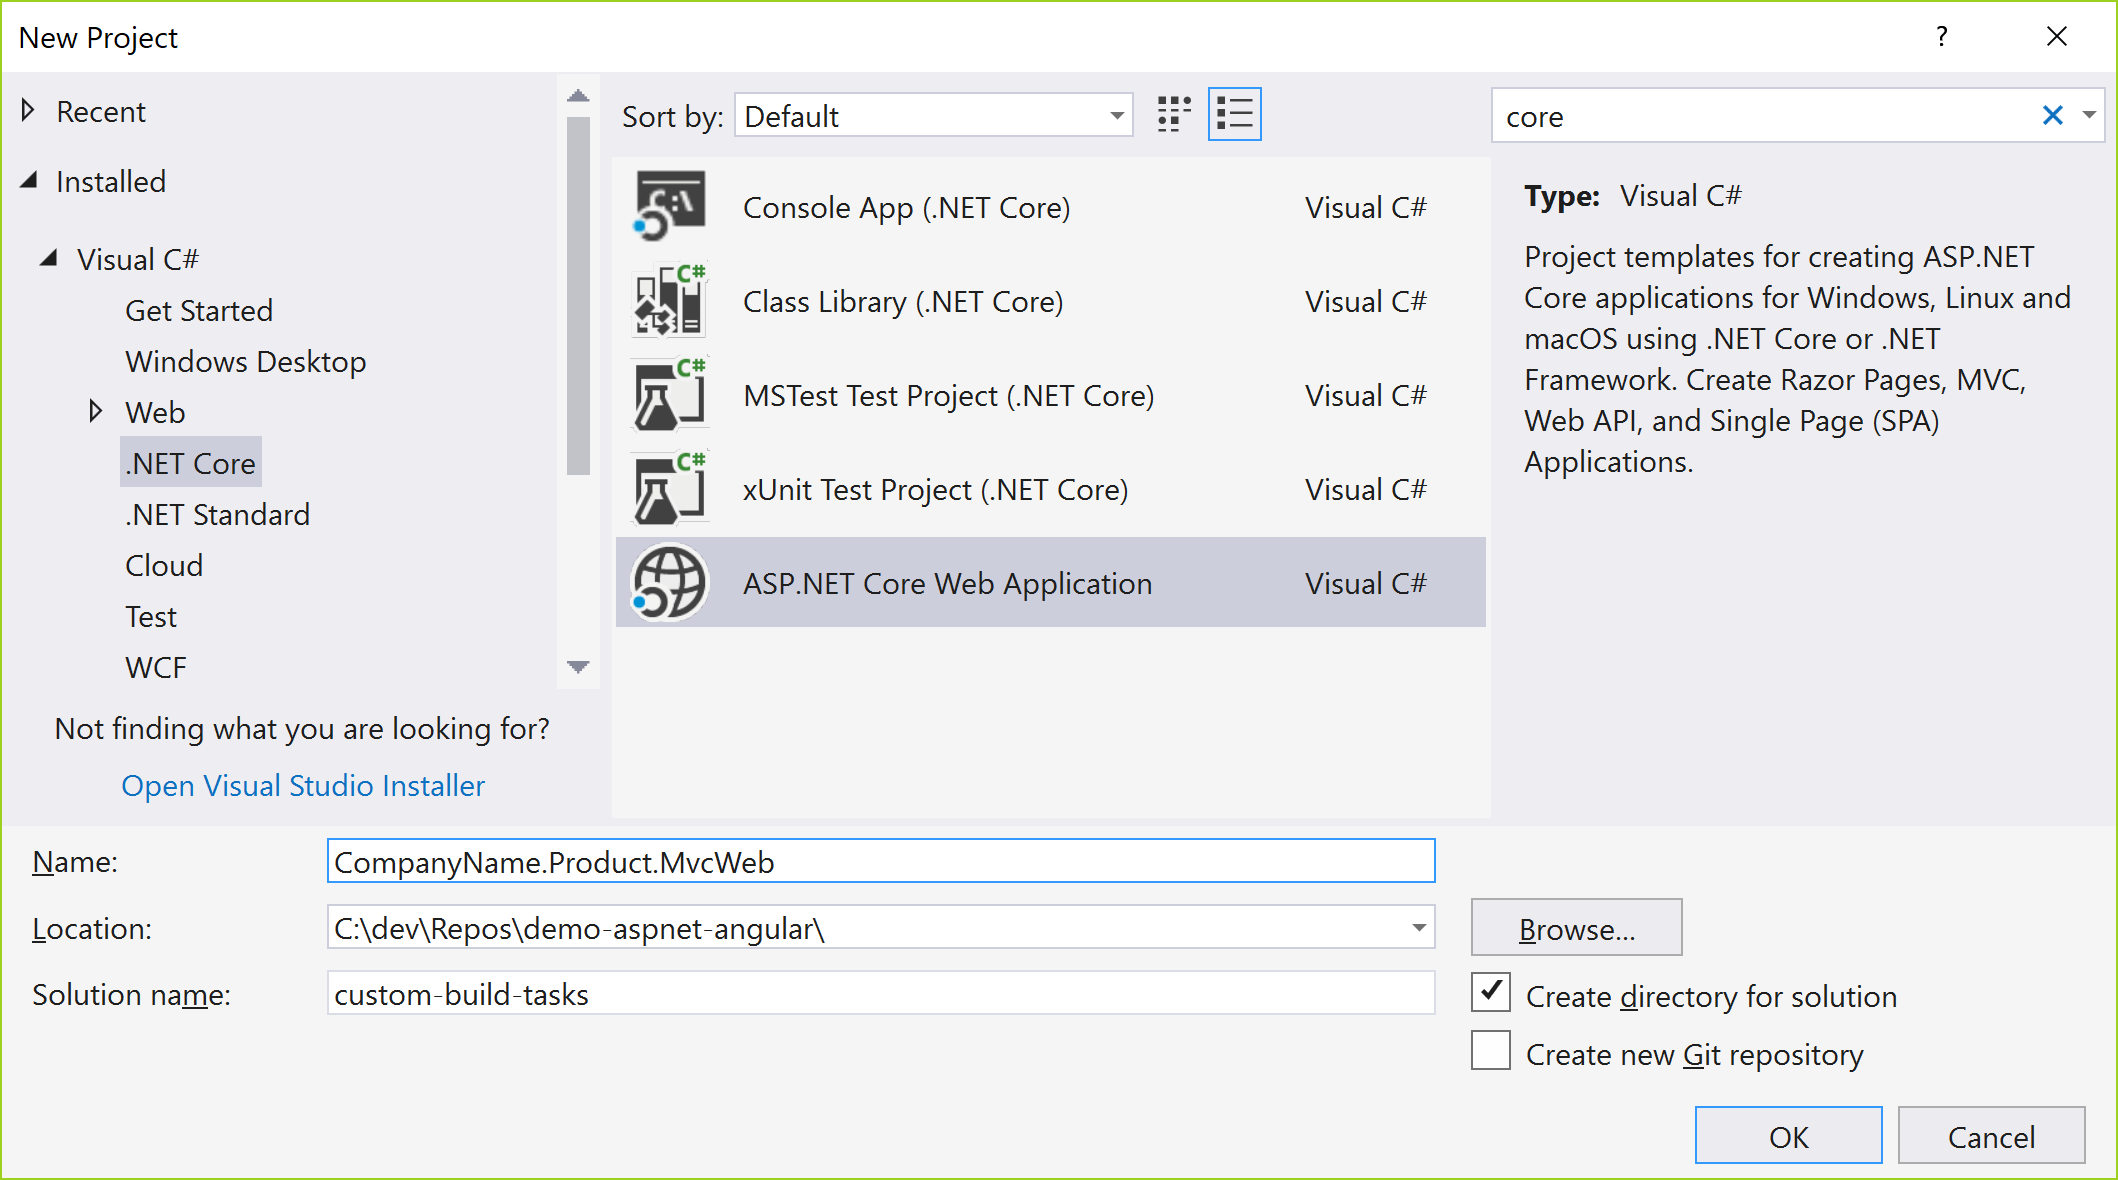 New Project
?
Recent
Installed
Visual C#
Get Started
Windows Desktop
Web
.NET Core
.NET Standard
Cloud
Test
WCF
Not finding what you are looking for?
Open Visual Studio Installer
Sort by: Default
C:\
Console App (.NET Core) Visual C#
C#
Class Library (.NET Core) Visual C#
C#
MSTest Test Project (.NET Core) Visual C#
C#
xUnit Test Project (.NET Core) Visual C#
ASP.NET Core Web Application Visual C#
core
Type: Visual C#
Project templates for creating ASP.NET
Core applications for Windows, Linux and
macOS using .NET Core or .NET
Framework. Create Razor Pages, MVC,
Web API, and Single Page (SPA)
Applications.
Name: CompanyName.Product.MvcWeb
Location: C:\dev\Repos\demo-aspnet-angular\
Browse...
Solution name: custom-build-tasks
Create directory for solution
Create new Git repository
OK
Cancel